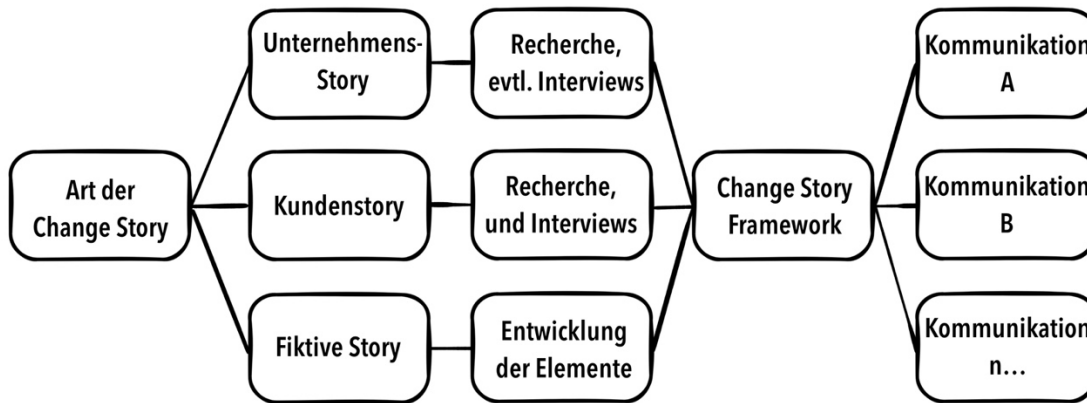 Art der
Change Story
Unternehmens-
Story
Recherche,
evtl. Interviews
Kundenstory
Recherche,
und Interviews
Fiktive Story
Entwicklung
der Elemente
Change Story
Framework
Kommunikation
A
Kommunikation
B
Kommunikation
n...